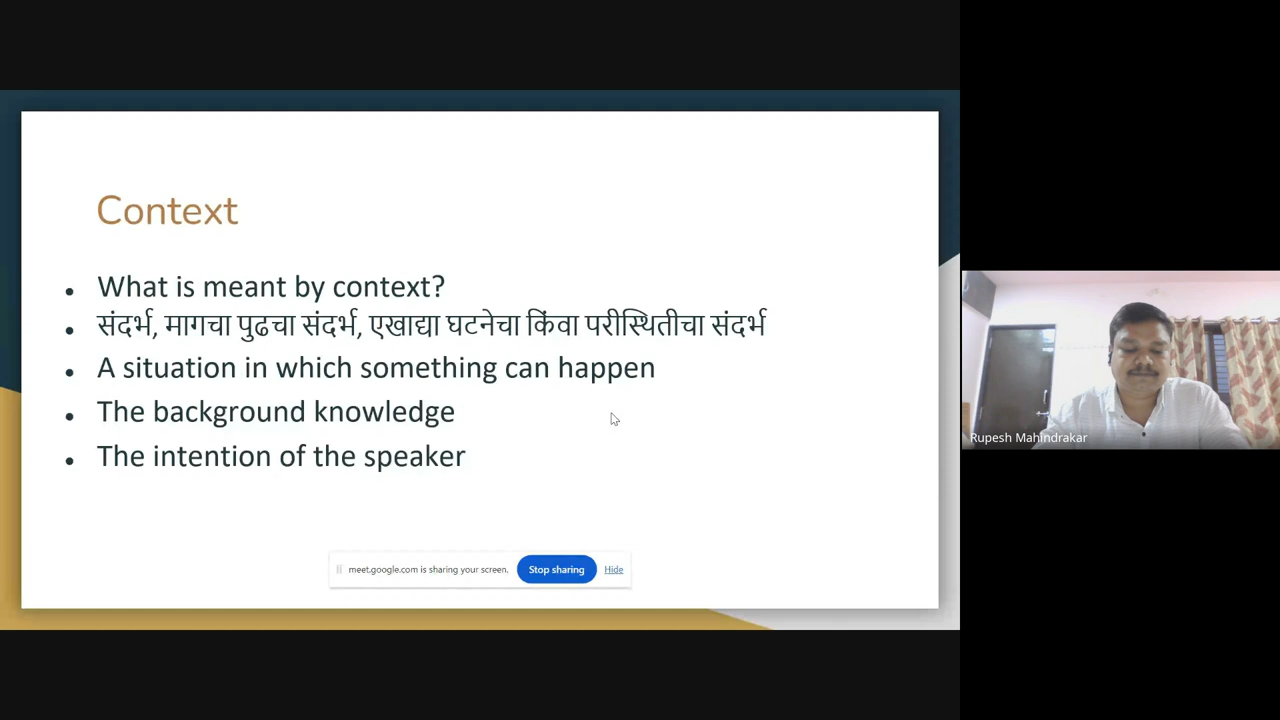 Context
What is meant by context?
संदर्भ, मागचा पुढचा संदर्भ, एखाद्या घटनेचा किंवा परीस्थितीचा संदर्भ
A situation in which something can happen
The background knowledge
The intention of the speaker
meet.google.com is sharing your screen. Stop sharing Hide
Rupesh Mahindrakar